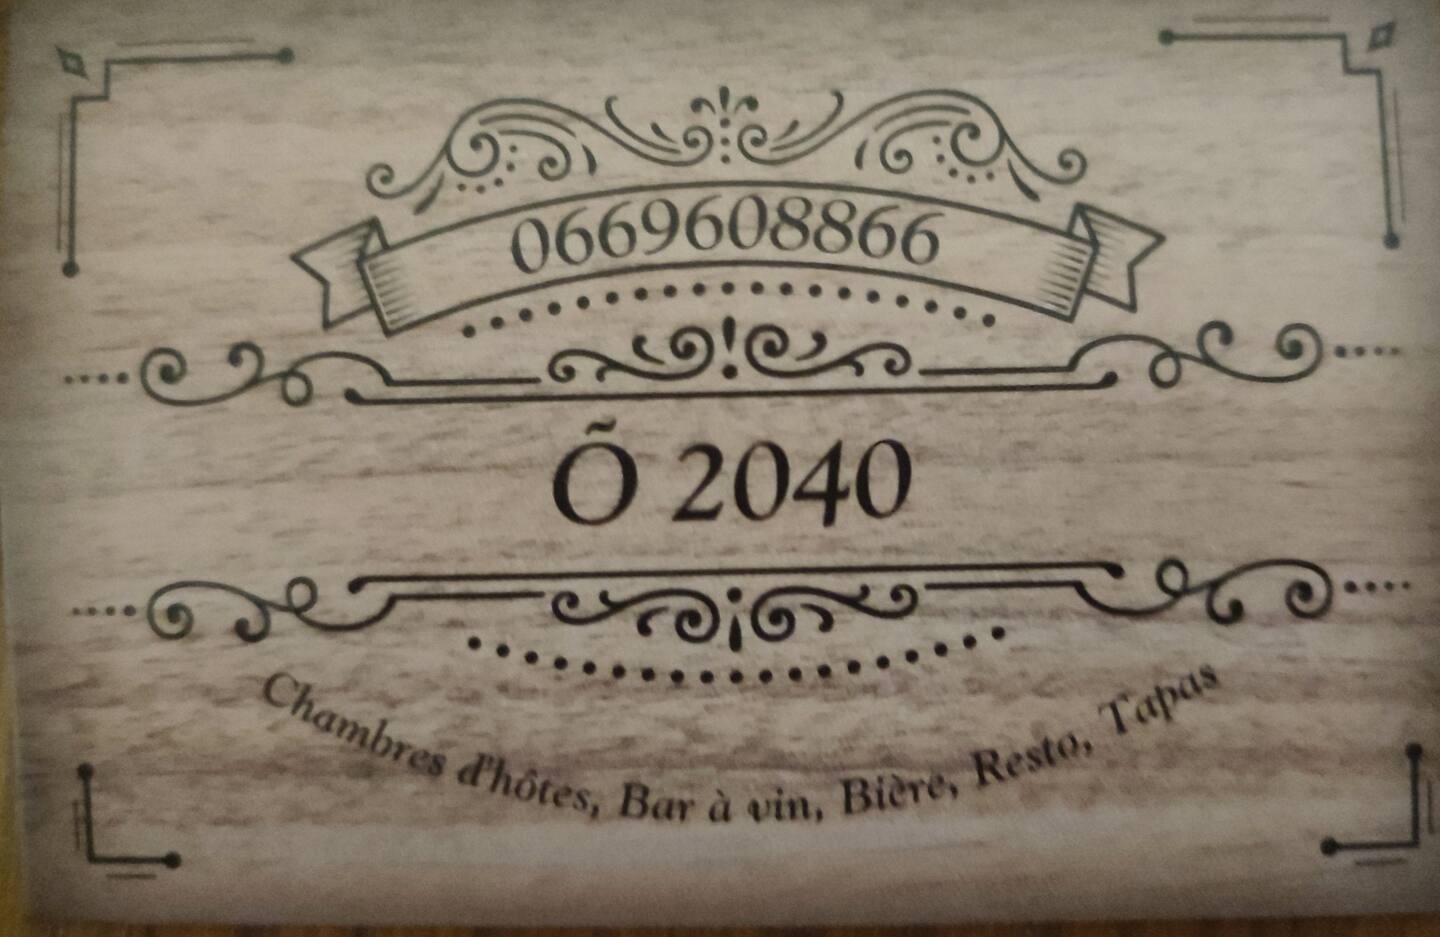 0669608866
Õ 2040
Chambres d'hôtes, Bar à vin, Bière, Resto, Tapas